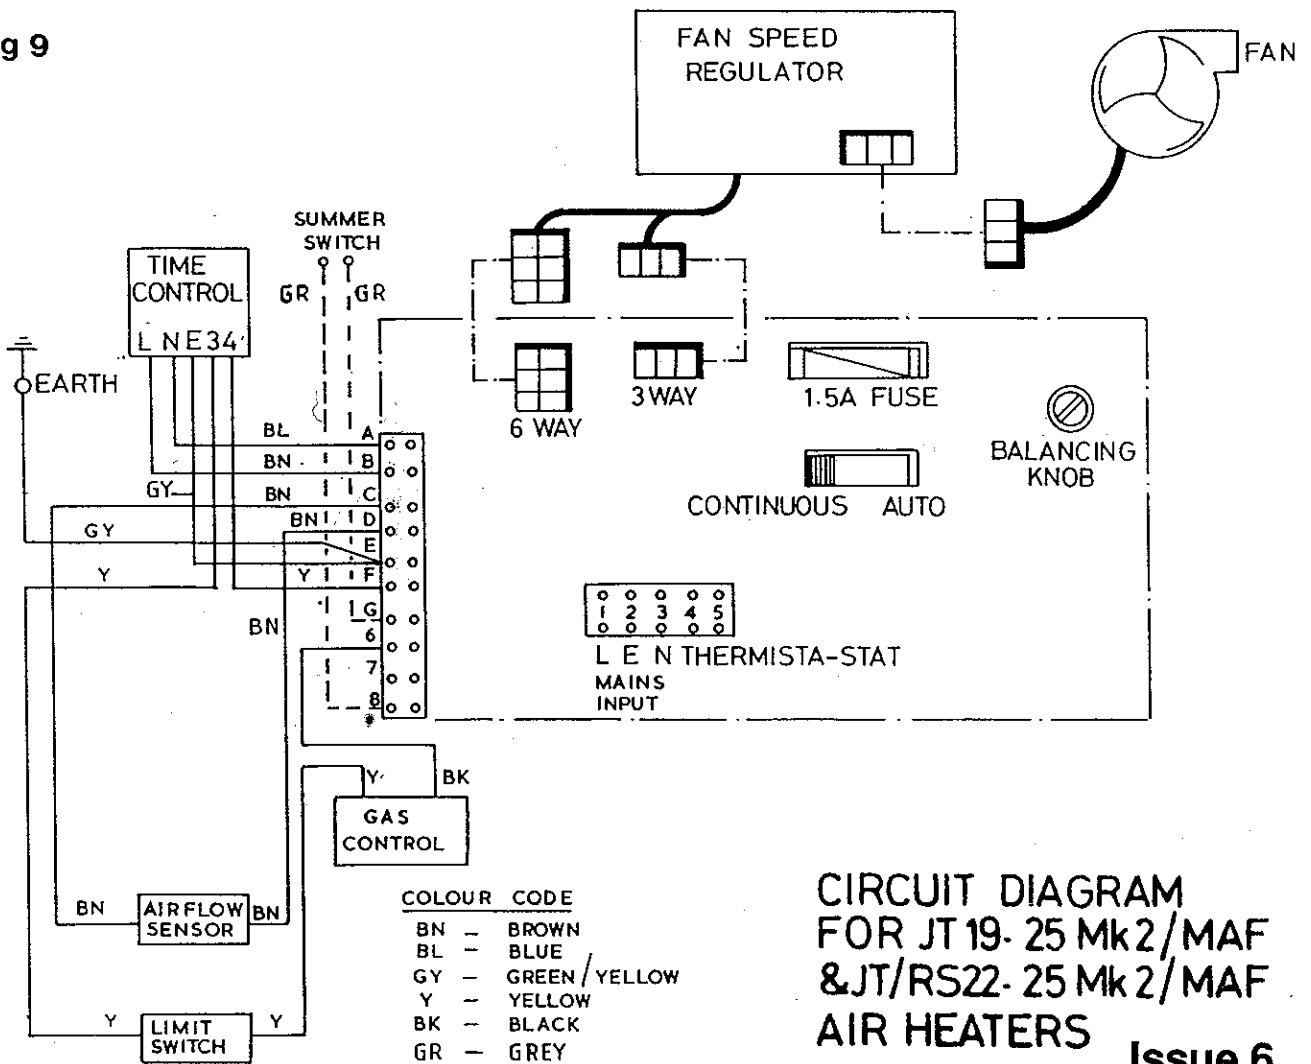 g 9
FAN SPEED
REGULATOR
FAN
SUMMER
SWITCH
GR
GR
TIME
CONTROL
L N E 3 4
EARTH
6 WAY
3 WAY
1.5A FUSE
BALANCING
KNOB
CONTINUOUS
AUTO
BL
BN
GY
BN
BN
GY
Y
Y
BN
A
B
C
D
E
F
G
6
7
8
1 2 3 4 5
L E N THERMISTA-STAT
MAINS
INPUT
Y
BK
GAS
CONTROL
BN
AIRFLOW
SENSOR
BN
Y
LIMIT
SWITCH
Y
COLOUR CODE
BN – BROWN
BL – BLUE
GY – GREEN/YELLOW
Y – YELLOW
BK – BLACK
GR – GREY
CIRCUIT DIAGRAM
FOR JT 19-25 Mk2/MAF
&JT/RS22-25 Mk2/MAF
AIR HEATERS
Issue 6